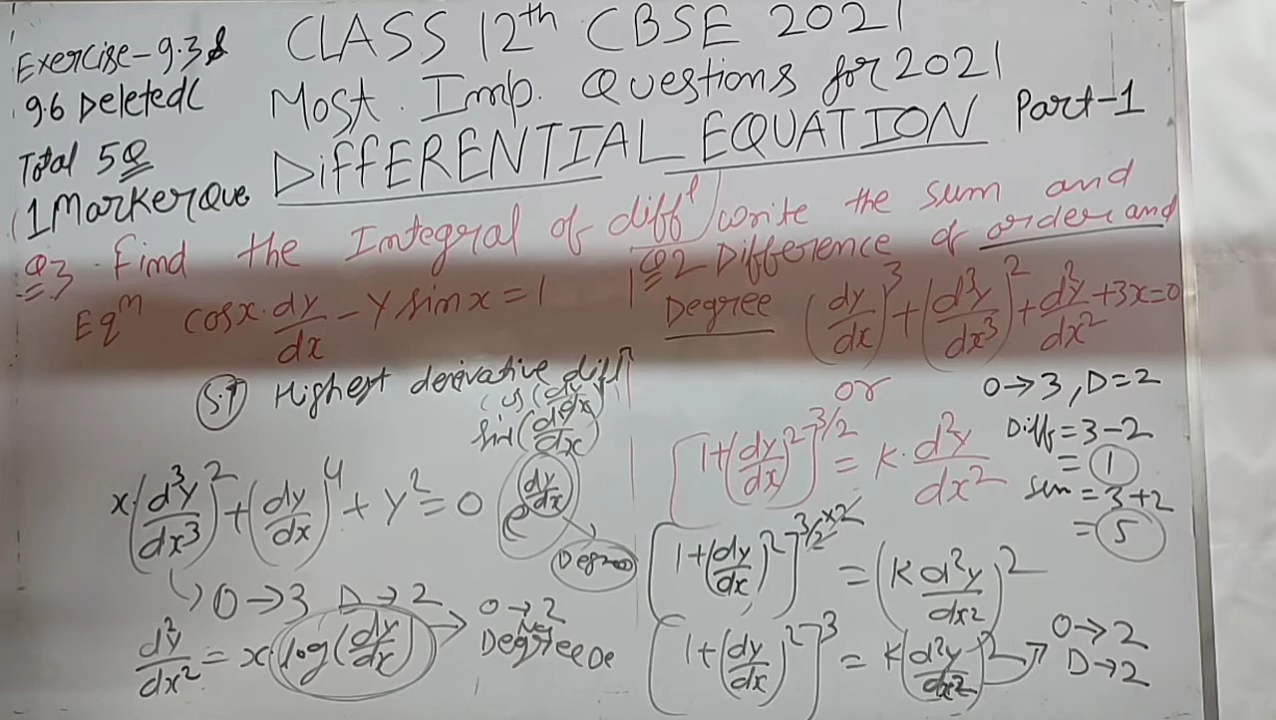 Exercise-9.3 &
9.6 Deleted
Total 5Q
1 Marker Que
CLASS 12th CBSE 2021
Most. Imp. Questions for 2021
DIffERENTIAL EQUATION Part-1
Q3. Find the Integral of diffl
Eqn cosx.dy/dx - y sinx = 1
Write the sum and
Q2 Difference of order and
Degree (dy/dx)^3 + (d^3y/dx^3)^2 + d^2y/dx^2 + 3x=0
or
[1+(dy/dx)^2]^3/2 = K. d^2y/dx^2
O→3, D=2
Diff = 3-2
= 1
Sum = 3+2
= 5
S.1 Highest derivative diff
sin(dy/dx)
x(d^3y/dx^3)^2 + (dy/dx)^4 + y^2 = 0
e^dy/dx
O→3 D→2
d^2y/dx^2 = x.log(dy/dx)
O→2
Degree De
[1+(dy/dx)^2]^3/2×2 = (K d^2y/dx^2)^2
[1+(dy/dx)^2]^3 = K(d^2y/dx^2)^2
O→2
D→2